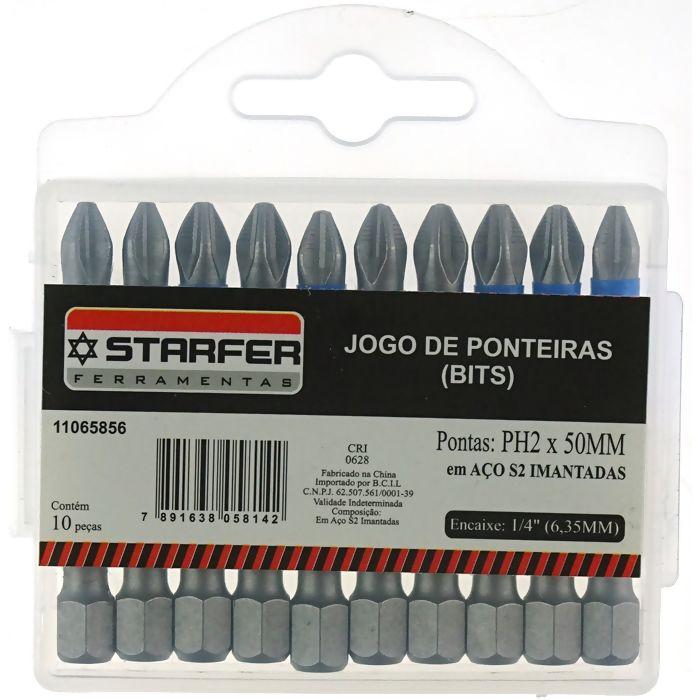 STARFER
FERRAMENTAS
JOGO DE PONTEIRAS
(BITS)
11065856
Contém
10 peças
7 891638 058142
CRI
0628
Fabricado na China
Importado por B.C.I.L
C.N.P.J. 62.507.561/0001-39
Validade Indeterminada
Composição:
Em Aço S2 Imantadas
Pontas: PH2 x 50MM
em AÇO S2 IMANTADAS
Encaixe: 1/4" (6,35MM)